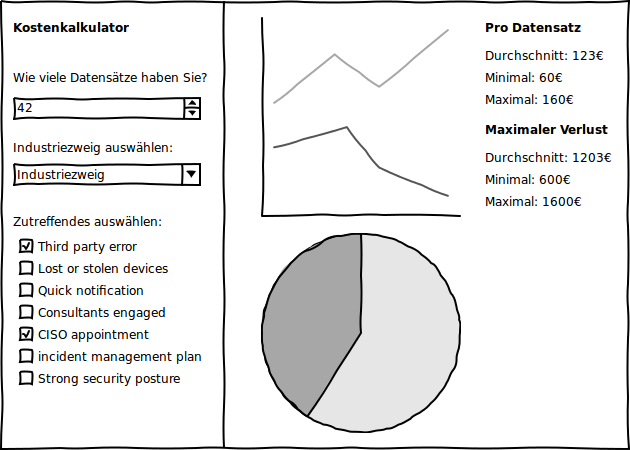 Kostenkalkulator
Wie viele Datensätze haben Sie?
42
Industriezweig auswählen:
Industriezweig
Zutreffendes auswählen:
Third party error
Lost or stolen devices
Quick notification
Consultants engaged
CISO appointment
incident management plan
Strong security posture
Pro Datensatz
Durchschnitt: 123€
Minimal: 60€
Maximal: 160€
Maximaler Verlust
Durchschnitt: 1203€
Minimal: 600€
Maximal: 1600€